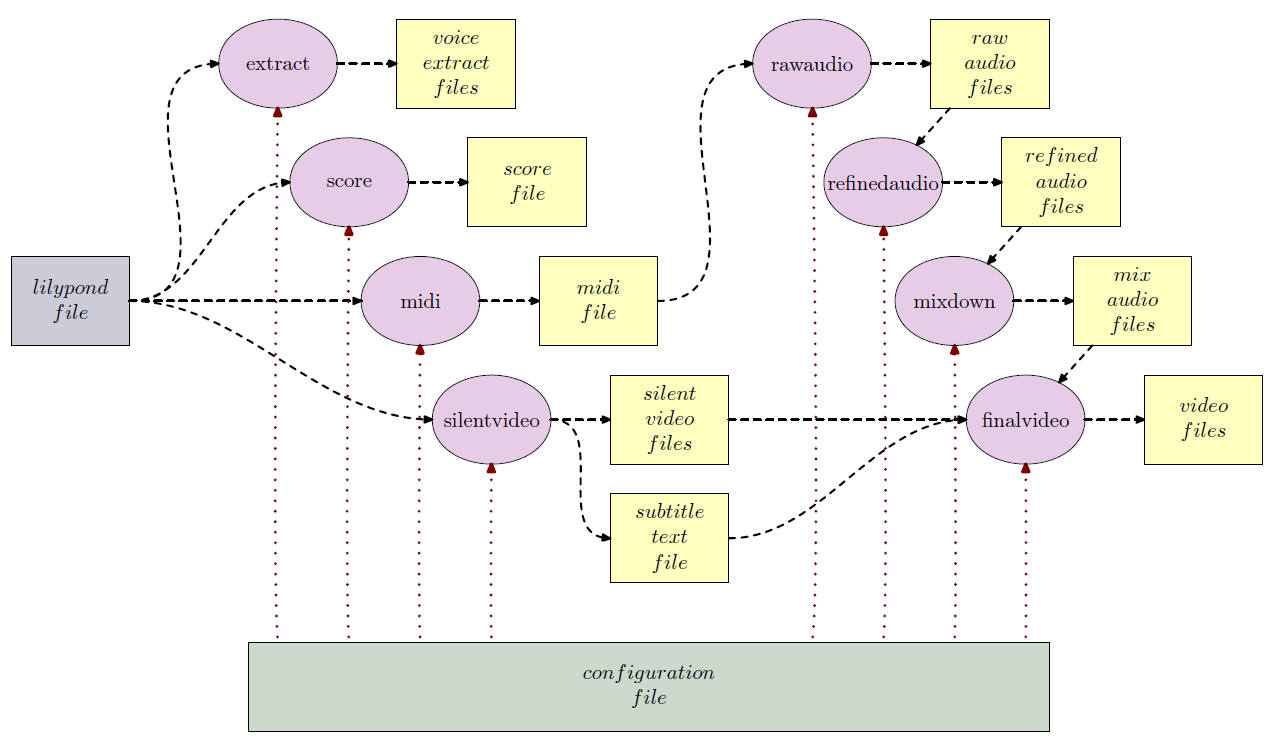 extract
voice
extract
files
rawaudio
raw
audio
files
score
score
file
refinedaudio
refined
audio
files
lilypond
file
midi
midi
file
mixdown
mix
audio
files
silentvideo
silent
video
files
finalvideo
video
files
subtitle
text
file
configuration
file